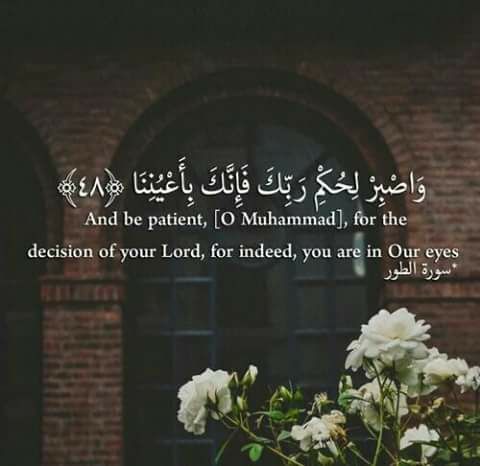 وَاصْبِرْ لِحُكْمِ رَبِّكَ فَإِنَّكَ بِأَعْيُنِنَا ﴿٤٨﴾
And be patient, [O Muhammad], for the
decision of your Lord, for indeed, you are in Our eyes
*سورة الطور